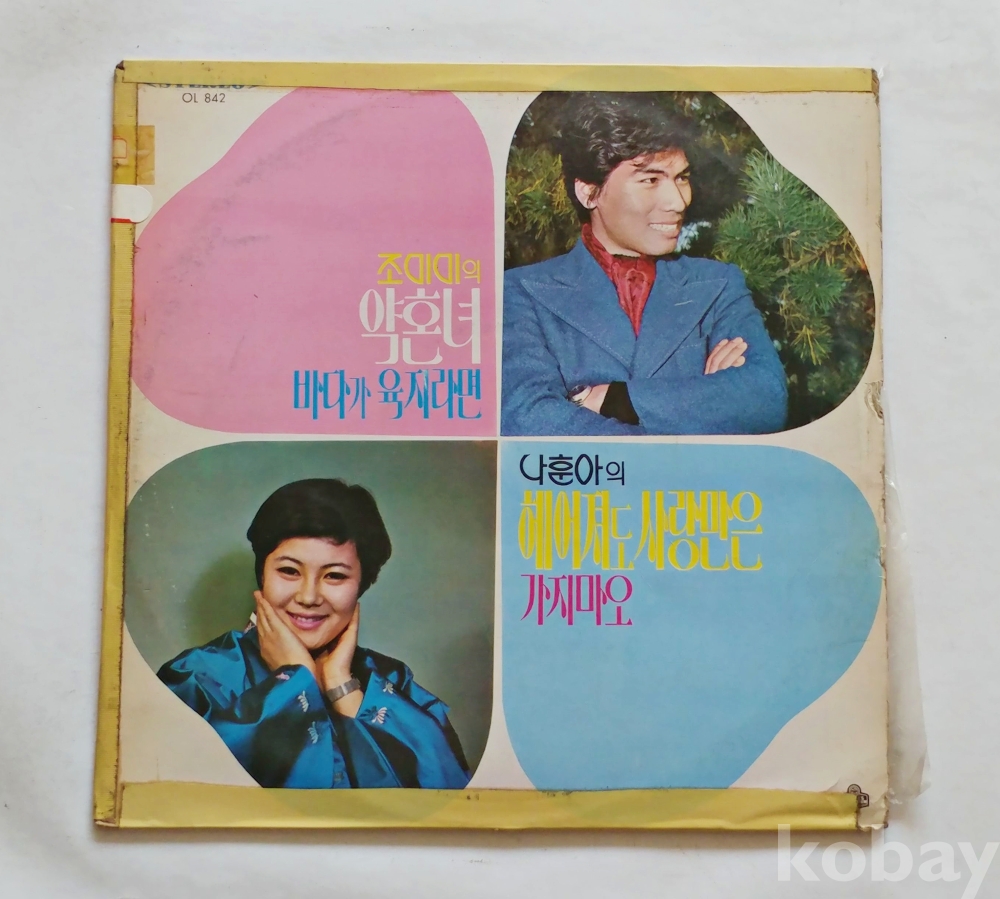 STEREO
OL 842
조미미의
약혼녀
바다가 육지라면
나훈아의
헤어져도 사랑만은
가지마오
kobay